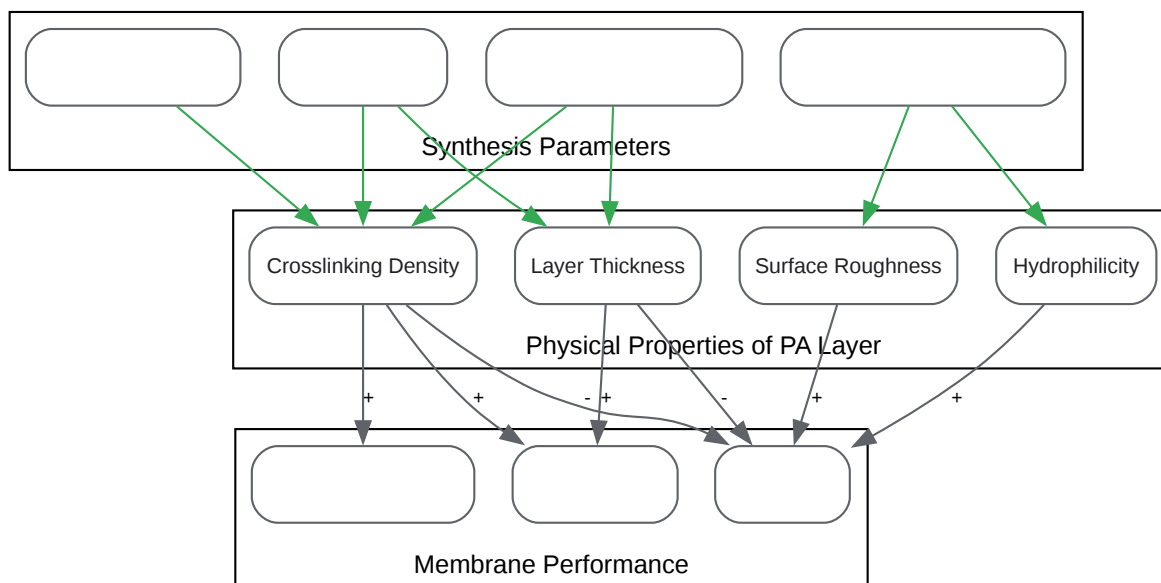 Synthesis Parameters
Crosslinking Density
Layer Thickness
Surface Roughness
Hydrophilicity
Physical Properties of PA Layer
+
+
-
+
-
+
+
Membrane Performance